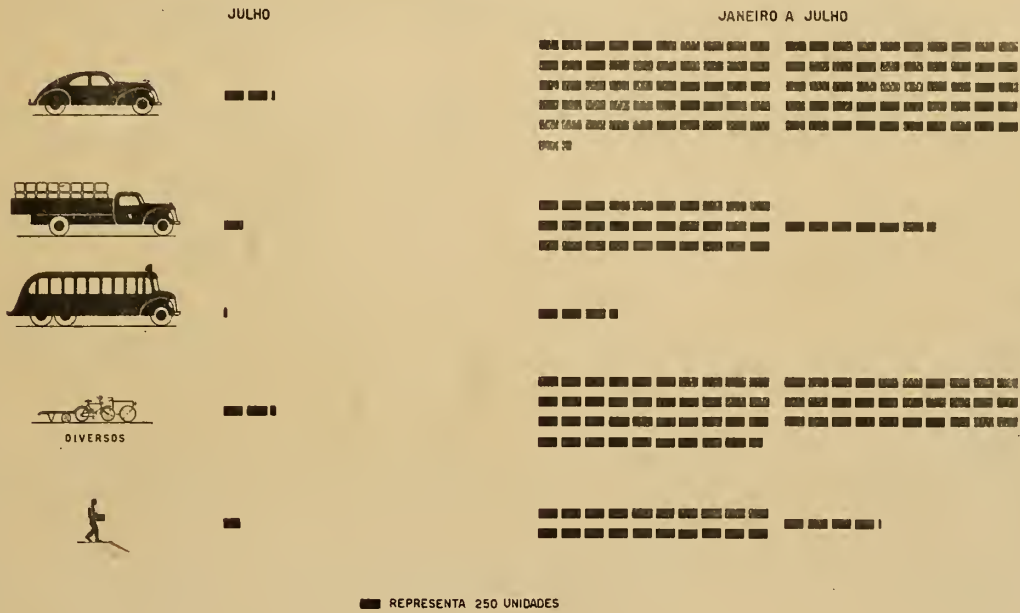 JULHO
JANEIRO A JULHO
DIVERSOS
REPRESENTA 250 UNIDADES